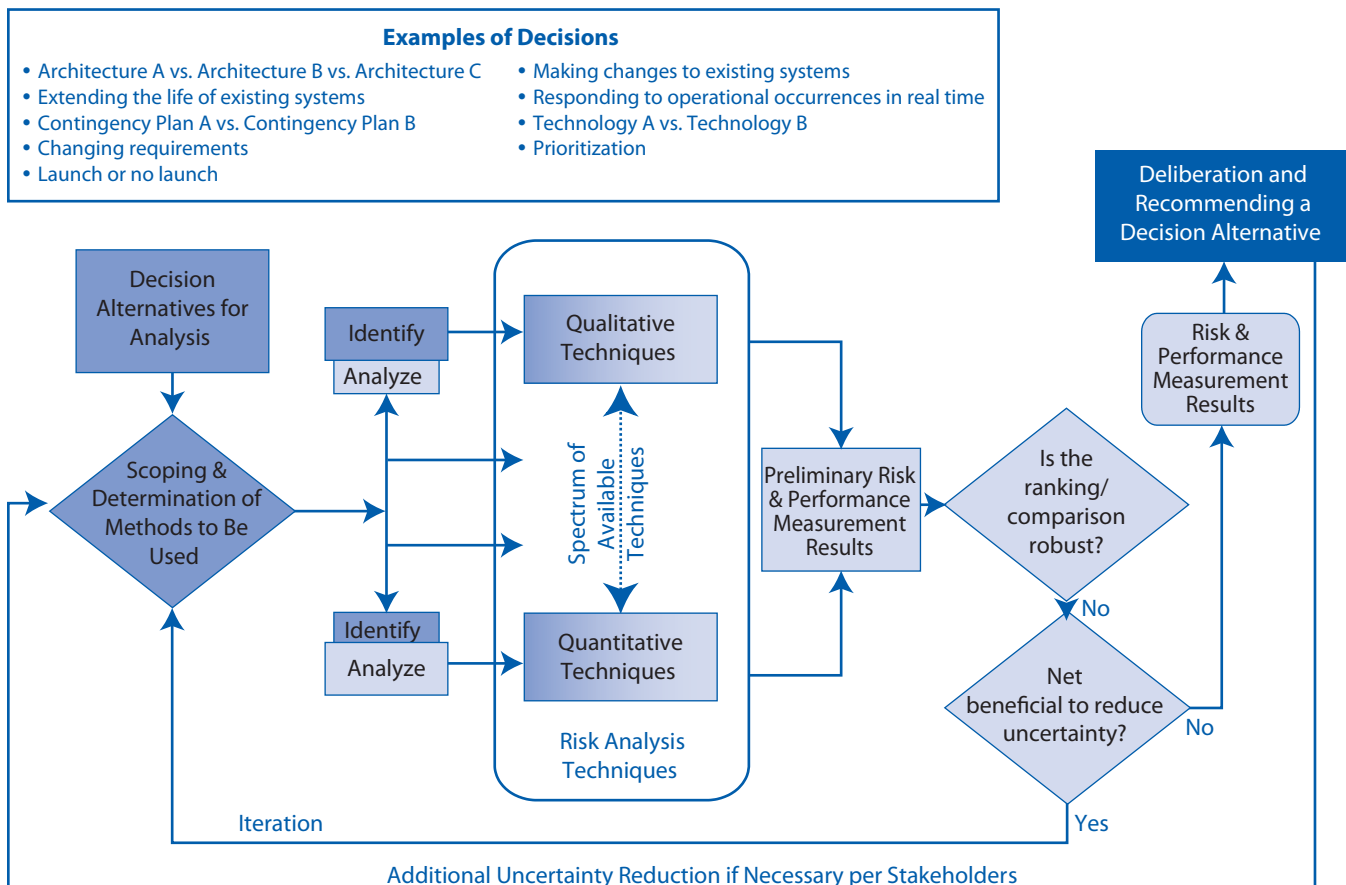 Examples of Decisions
• Architecture A vs. Architecture B vs. Architecture C
• Extending the life of existing systems
• Contingency Plan A vs. Contingency Plan B
• Changing requirements
• Launch or no launch
• Making changes to existing systems
• Responding to operational occurrences in real time
• Technology A vs. Technology B
• Prioritization
Deliberation and
Recommending a
Decision Alternative
Decision
Alternatives for
Analysis
Scoping &
Determination of
Methods to Be
Used
Identify
Analyze
Identify
Analyze
Qualitative
Techniques
Spectrum of
Available
Techniques
Quantitative
Techniques
Risk Analysis
Techniques
Preliminary Risk
& Performance
Measurement
Results
Is the
ranking/
comparison
robust?
No
Net
beneficial to reduce
uncertainty?
No
Yes
Risk &
Performance
Measurement
Results
Iteration
Additional Uncertainty Reduction if Necessary per Stakeholders